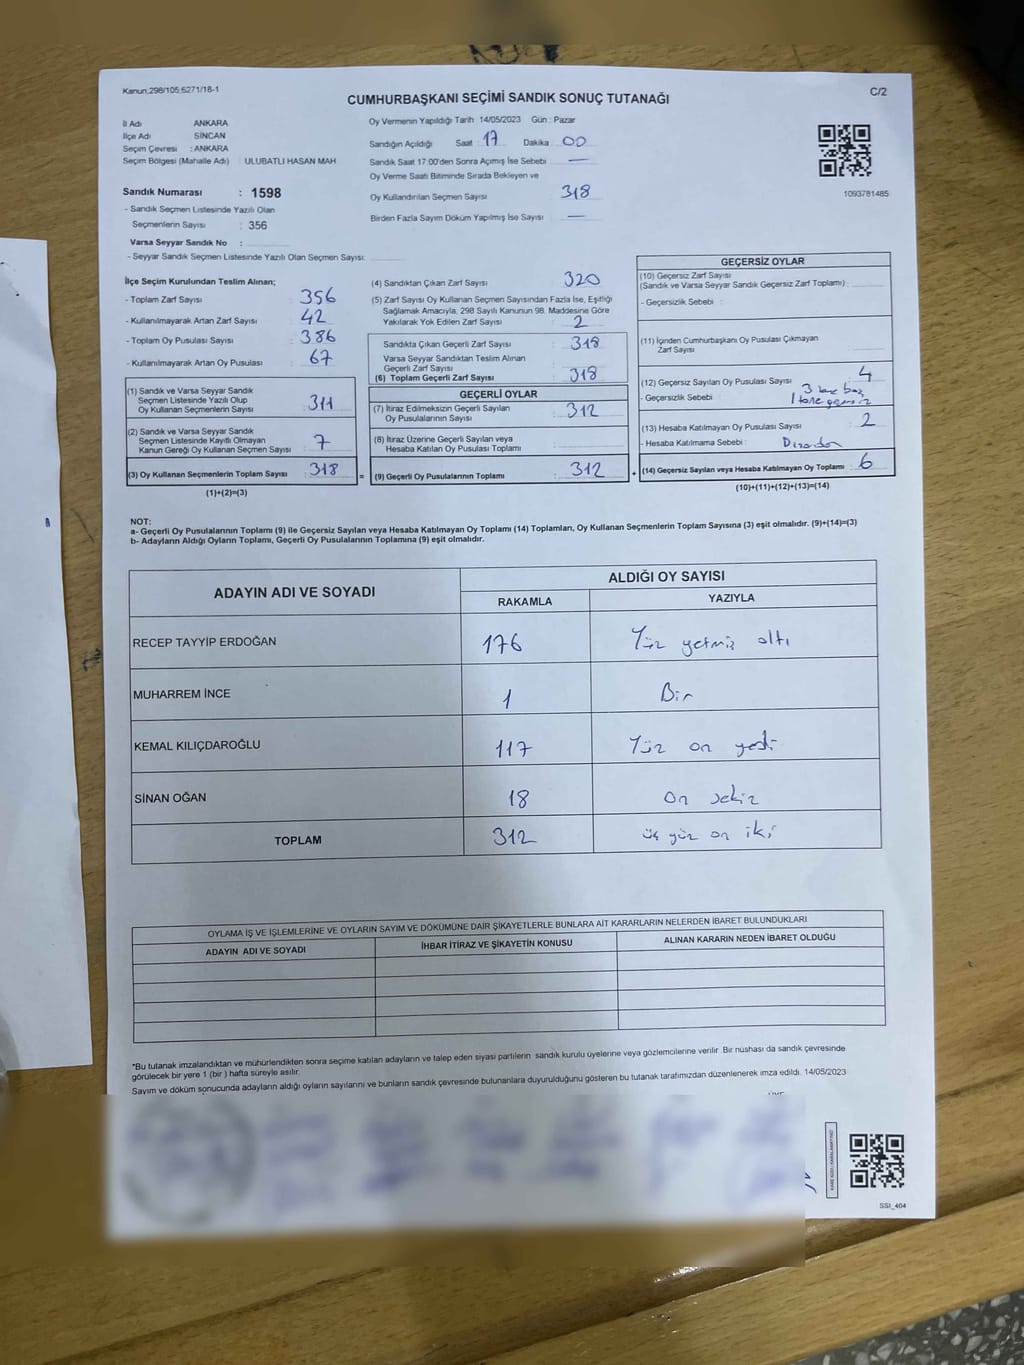 Kanun,298/105,6271/18-1
C/2
CUMHURBAŞKANI SEÇİMİ SANDIK SONUÇ TUTANAĞI
İl Adı ANKARA
İlçe Adı SİNCAN
Seçim Çevresi : ANKARA
Seçim Bölgesi (Mahalle Adı) : ULUBATLI HASAN MAH
Sandık Numarası : 1598
- Sandık Seçmen Listesinde Yazılı Olan
Seçmenlerin Sayısı : 356
Varsa Seyyar Sandık No :
- Seyyar Sandık Seçmen Listesinde Yazılı Olan Seçmen Sayısı:
Oy Vermenin Yapıldığı Tarih 14/05/2023 Gün : Pazar
Sandığın Açıldığı Saat : 17 Dakika : 00
Sandık Saat 17:00'den Sonra Açımış İse Sebebi : —
Oy Verme Saati Bitiminde Sırada Bekleyen ve
Oy Kullandırılan Seçmen Sayısı : 318
Birden Fazla Sayım Döküm Yapılmış İse Sayısı : —
1093781485
İlçe Seçim Kurulundan Teslim Alınan;
- Toplam Zarf Sayısı : 356
- Kullanılmayarak Artan Zarf Sayısı : 42
- Toplam Oy Pusulası Sayısı : 386
- Kullanılmayarak Artan Oy Pusulası : 67
(1) Sandık ve Varsa Seyyar Sandık
Seçmen Listesinde Yazılı Olup
Oy Kullanan Seçmenlerin Sayısı : 311
(2) Sandık ve Varsa Seyyar Sandık
Seçmen Listesinde Kayıtlı Olmayan
Kanun Gereği Oy Kullanan Seçmen Sayısı : 7
(3) Oy Kullanan Seçmenlerin Toplam Sayısı : 318
(1)+(2)=(3)
(4) Sandıktan Çıkan Zarf Sayısı : 320
(5) Zarf Sayısı Oy Kullanan Seçmen Sayısından Fazla İse, Eşitliği
Sağlamak Amacıyla, 298 Sayılı Kanunun 98. Maddesine Göre
Yakılarak Yok Edilen Zarf Sayısı : 2
Sandıkta Çıkan Geçerli Zarf Sayısı : 318
Varsa Seyyar Sandıktan Teslim Alınan
Geçerli Zarf Sayısı :
(6) Toplam Geçerli Zarf Sayısı : 318
GEÇERLİ OYLAR
(7) İtiraz Edilmeksizin Geçerli Sayılan
Oy Pusulalarının Sayısı : 312
(8) İtiraz Üzerine Geçerli Sayılan veya
Hesaba Katılan Oy Pusulası Toplamı :
= (9) Geçerli Oy Pusulalarının Toplamı : 312
GEÇERSİZ OYLAR
(10) Geçersiz Zarf Sayısı
(Sandık ve Varsa Seyyar Sandık Geçersiz Zarf Toplamı) :
- Geçersizlik Sebebi :
(11) İçinden Cumhurbaşkanı Oy Pusulası Çıkmayan
Zarf Sayısı :
(12) Geçersiz Sayılan Oy Pusulası Sayısı : 4
- Geçersizlik Sebebi : 3 tane boş
1 tane geçersiz
(13) Hesaba Katılmayan Oy Pusulası Sayısı : 2
- Hesaba Katılmama Sebebi :
+ (14) Geçersiz Sayılan veya Hesaba Katılmayan Oy Toplamı : 6
(10)+(11)+(12)+(13)=(14)
NOT:
a- Geçerli Oy Pusulalarının Toplamı (9) ile Geçersiz Sayılan veya Hesaba Katılmayan Oy Toplamı (14) Toplamları, Oy Kullanan Seçmenlerin Toplam Sayısına (3) eşit olmalıdır. (9)+(14)=(3)
b- Adayların Aldığı Oyların Toplamı, Geçerli Oy Pusulalarının Toplamına (9) eşit olmalıdır.
ADAYIN ADI VE SOYADI ALDIĞI OY SAYISI
RAKAMLA YAZIYLA
RECEP TAYYİP ERDOĞAN 176 Yüz yetmiş altı
MUHARREM İNCE 1 Bir
KEMAL KILIÇDAROĞLU 117 Yüz on yedi
SİNAN OĞAN 18 On sekiz
TOPLAM 312 üç yüz on iki
OYLAMA İŞ VE İŞLEMLERİNE VE OYLARIN SAYIM VE DÖKÜMÜNE DAİR ŞİKAYETLERLE BUNLARA AİT KARARLARIN NELERDEN İBARET BULUNDUKLARI
ADAYIN ADI VE SOYADI İHBAR İTİRAZ VE ŞİKAYETİN KONUSU ALINAN KARARIN NEDEN İBARET OLDUĞU
*Bu tutanak imzalandıktan ve mühürlendikten sonra seçime katılan adayların ve talep eden siyasi partilerin sandık kurulu üyelerine veya gözlemcilerine verilir. Bir nüshası da sandık çevresinde
görülecek bir yere 1 (bir ) hafta süreyle asılır.
Sayım ve döküm sonucunda adayların aldığı oyların sayılarını ve bunların sandık çevresinde bulunanlara duyurulduğunu gösteren bu tutanak tarafımızdan düzenlenerek imza edildi. 14/05/2023
SSI_404